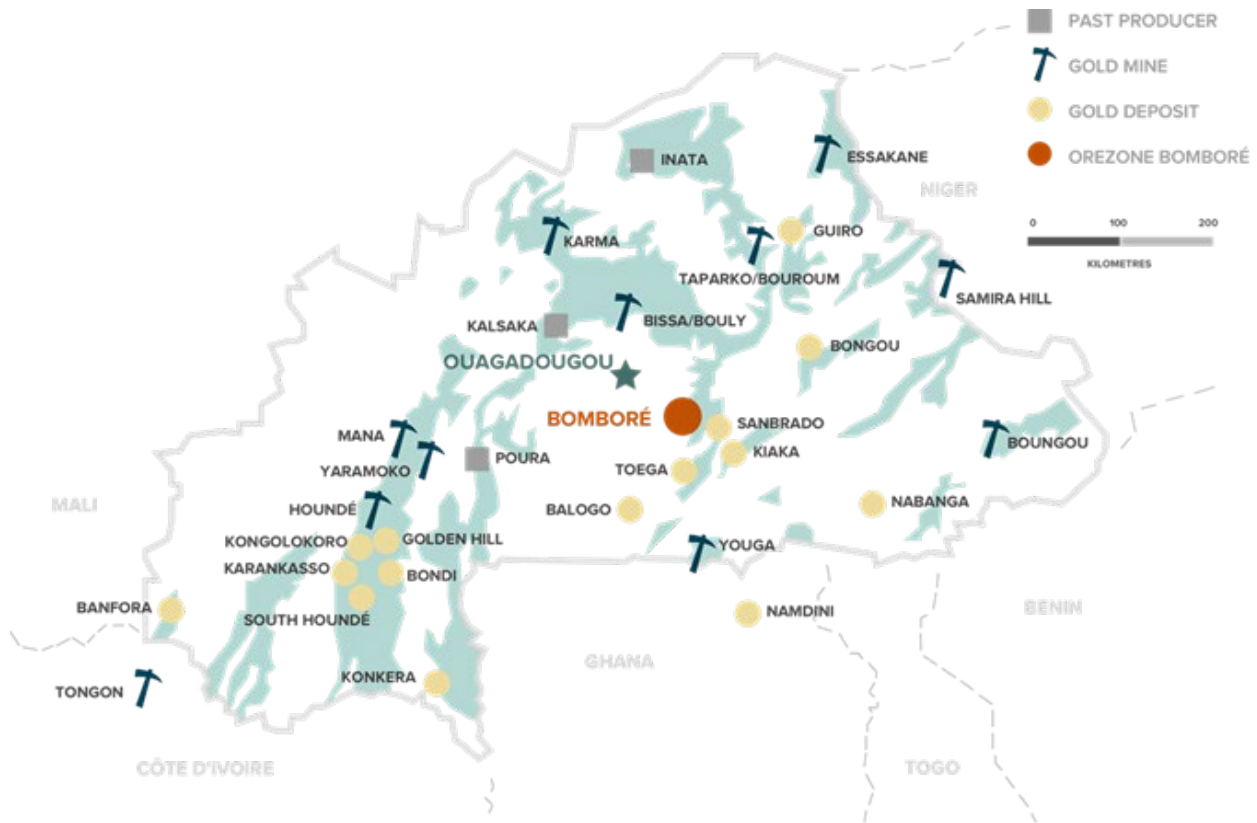 PAST PRODUCER
GOLD MINE
GOLD DEPOSIT
OREZONE BOMBORÉ
0 100 200
KILOMETRES
INATA
ESSAKANE
NIGER
GUIRO
KARMA
TAPARKO/BOUROUM
SAMIRA HILL
BISSA/BOULY
KALSAKA
BONGOU
OUAGADOUGOU
BOMBORÉ
SANBRADO
MANA
BOUNGOU
KIAKA
POURA
YARAMOKO
TOEGA
MALI
HOUNDÉ
BALOGO
NABANGA
KONGOLOKORO
GOLDEN HILL
YOUGA
KARANKASSO
BONDI
BANFORA
SOUTH HOUNDÉ
NAMDINI
BENIN
GHANA
KONKERA
TONGON
CÔTE D'IVOIRE
TOGO